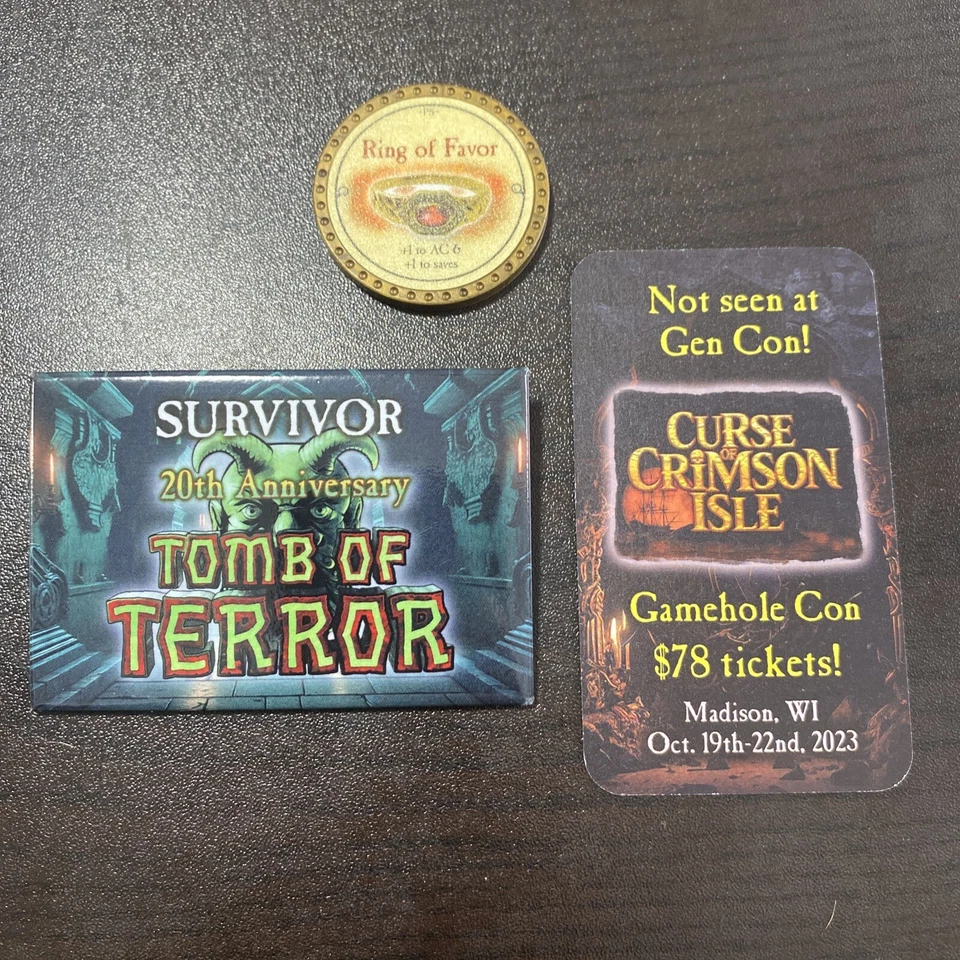 Ring of Favor
+1 to AC &
+1 to saves
SURVIVOR
20th Anniversary
TOMB OF
TERROR
Not seen at
Gen Con!
CURSE
OF
CRIMSON
ISLE
Gamehole Con
$78 tickets!
Madison, WI
Oct. 19th-22nd, 2023